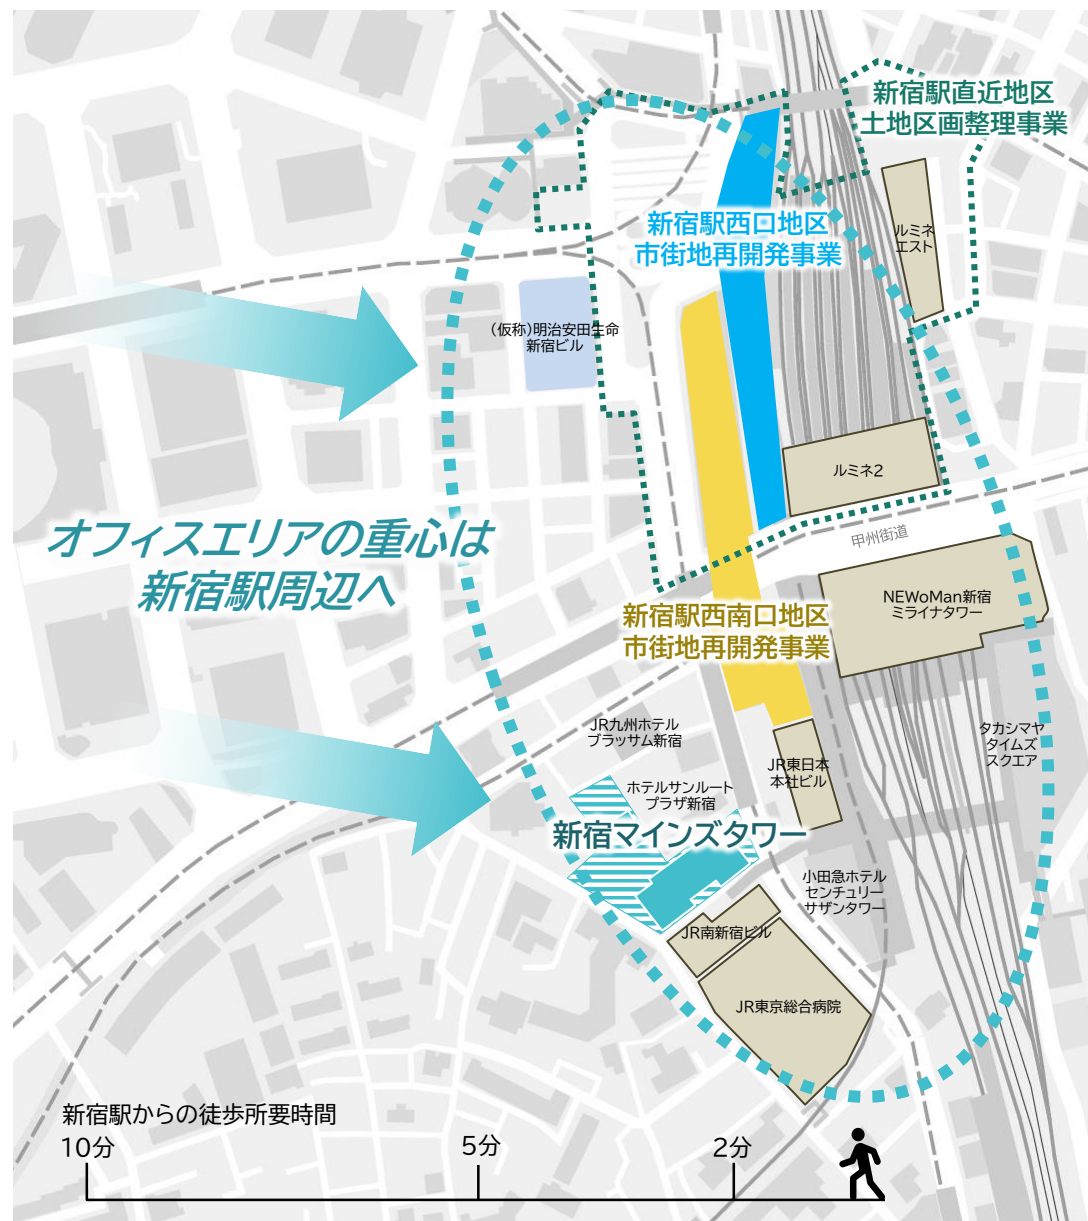 新宿駅直近地区
土地区画整理事業
新宿駅西口地区
市街地再開発事業
ルミネ
エスト
(仮称)明治安田生命
新宿ビル
ルミネ2
オフィスエリアの重心は
新宿駅周辺へ
甲州街道
NEWoMan新宿
ミライナタワー
新宿駅西南口地区
市街地再開発事業
JR九州ホテル
ブラッサム新宿
タカシマヤ
タイムズ
スクエア
JR東日本
本社ビル
ホテルサンルート
プラザ新宿
新宿マインズタワー
小田急ホテル
センチュリー
サザンタワー
JR南新宿ビル
JR東京総合病院
新宿駅からの徒歩所要時間
10分
5分
2分